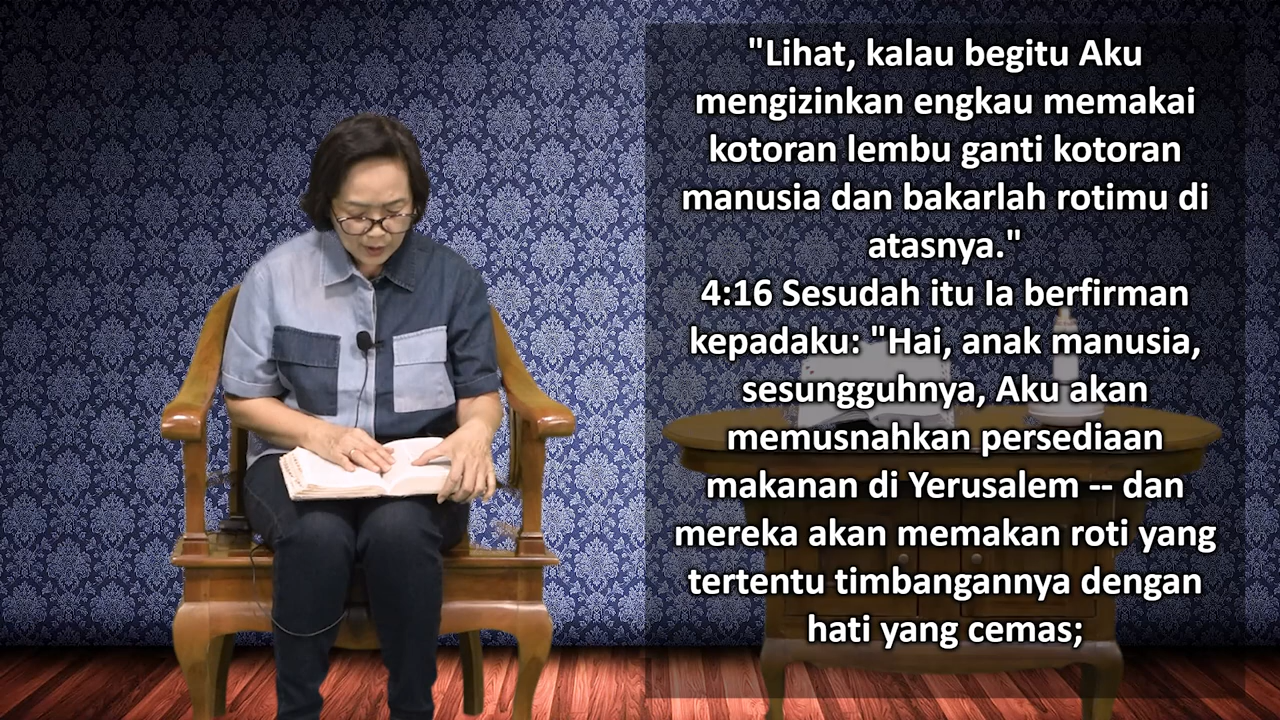 "Lihat, kalau begitu Aku
mengizinkan engkau memakai
kotoran lembu ganti kotoran
manusia dan bakarlah rotimu di
atasnya."
4:16 Sesudah itu Ia berfirman
kepadaku: "Hai, anak manusia,
sesungguhnya, Aku akan
memusnahkan persediaan
makanan di Yerusalem -- dan
mereka akan memakan roti yang
tertentu timbangannya dengan
hati yang cemas;